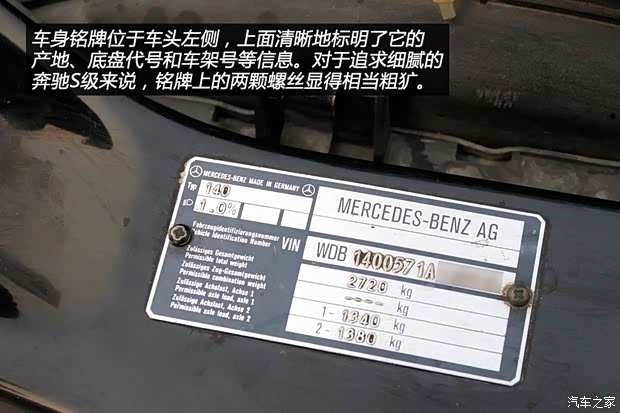 车身铭牌位于车头左侧，上面清晰地标明了它的
产地、底盘代号和车架号等信息。对于追求细腻的
奔驰S级来说，铭牌上的两颗螺丝显得相当粗犷。
MERCEDES-BENZ MADE IN GERMANY
Typ 140
1.0%
MERCEDES-BENZ AG
Fahrzeugidentifizierungsnummer
Vehicle Identification Number VIN WDB 1400571A
Zulässiges Gesamtgewicht
Permissible total weight 2720 kg
Zulässiges Zug-Gesamtgewicht
Permissible combination weight ---- kg
Zulässige Achslast, Achse 1
Permissible axle load, axle 1 1- 1340 kg
Zulässige Achslast, Achse 2
Permissible axle load, axle 2 2- 1380 kg
汽车之家